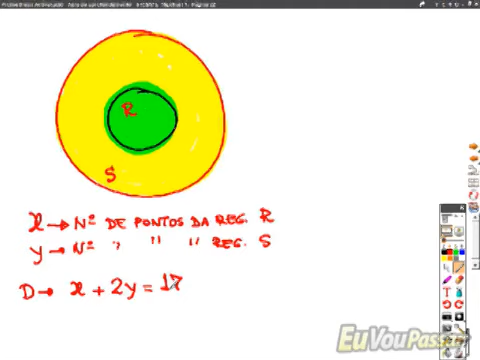 R
S
x → Nº DE PONTOS DA REG. R
y → Nº " " " REG. S
D → x + 2y = 17
EuVouPassar